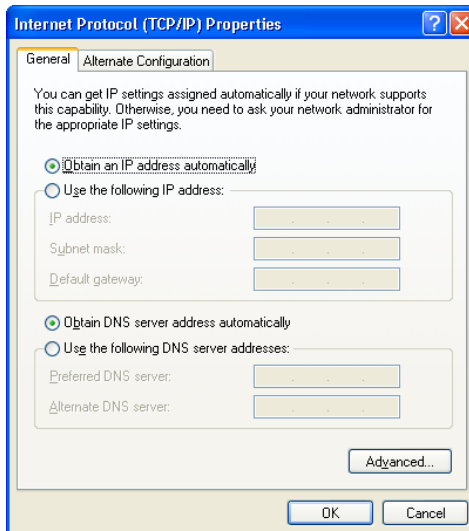 Internet Protocol (TCP/IP) Properties
General
Alternate Configuration
You can get IP settings assigned automatically if your network supports
this capability. Otherwise, you need to ask your network administrator for
the appropriate IP settings.
Obtain an IP address automatically
Use the following IP address:
IP address:
Subnet mask:
Default gateway:
Obtain DNS server address automatically
Use the following DNS server addresses:
Preferred DNS server:
Alternate DNS server:
Advanced...
OK
Cancel